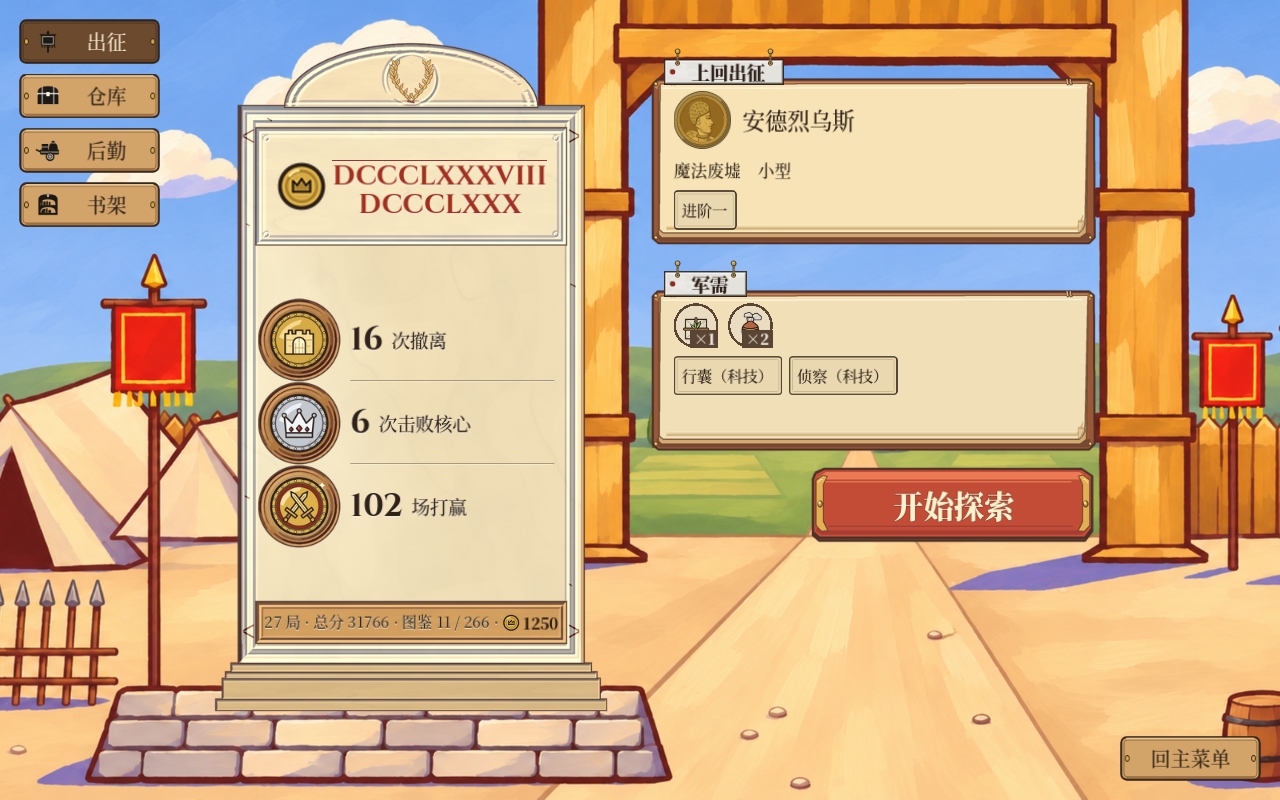 出征
仓库
后勤
书架
DCCCLXXXVIII
DCCCLXXX
16 次撤离
6 次击败核心
102 场打赢
27 局 · 总分 31766 · 图鉴 11 / 266 · 1250
上回出征
安德烈乌斯
魔法废墟 小型
进阶一
军需
×1 ×2
行囊（科技） 侦察（科技）
开始探索
回主菜单